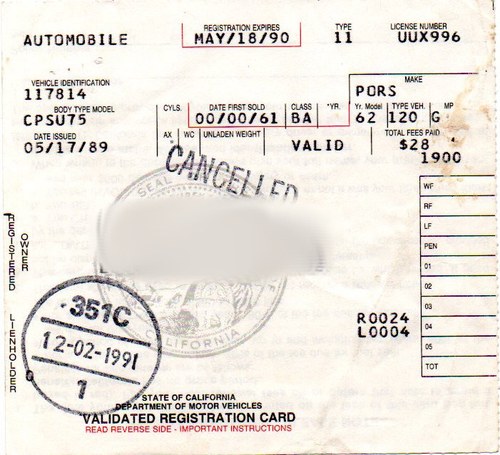 AUTOMOBILE
REGISTRATION EXPIRES
MAY/18/90
TYPE
11
LICENSE NUMBER
UUX996
VEHICLE IDENTIFICATION
117814
MAKE
PORS
BODY TYPE MODEL
CPSU75
CYLS.
DATE FIRST SOLD
00/00/61
CLASS
BA
*YR.
Yr. Model
62
TYPE VEH.
120
MP
G
DATE ISSUED
05/17/89
AX
WC
UNLADEN WEIGHT
VALID
TOTAL FEES PAID
$28
1900
CANCELLED
SEAL
CALIFORNIA
WF
RF
LF
PEN
01
02
03
04
05
TOT
REGISTERED OWNER
LIENHOLDER
351C
12-02-1991
1
R0024
L0004
STATE OF CALIFORNIA
DEPARTMENT OF MOTOR VEHICLES
VALIDATED REGISTRATION CARD
READ REVERSE SIDE - IMPORTANT INSTRUCTIONS